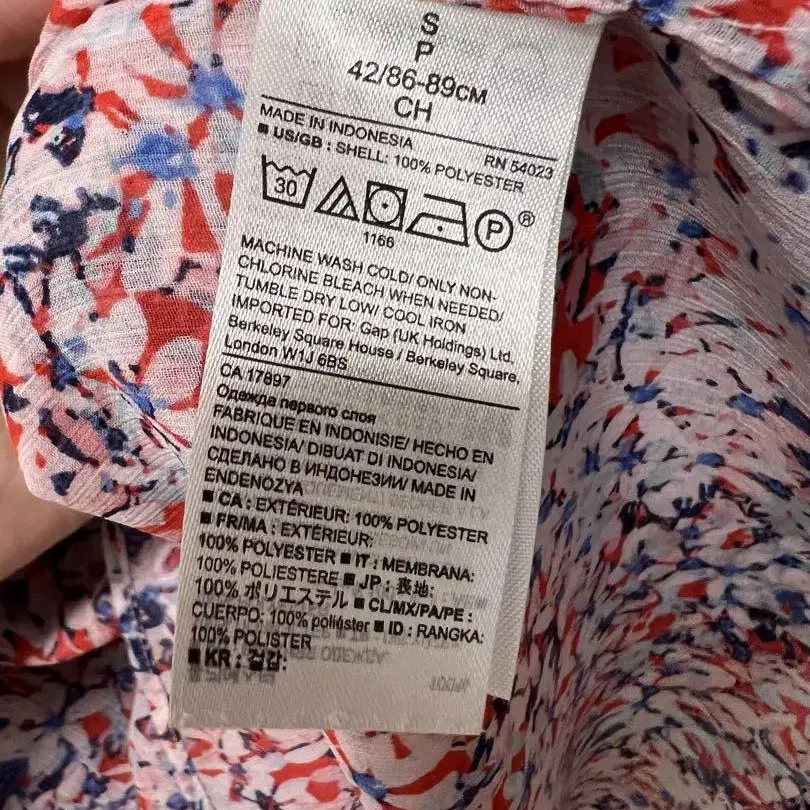 S
P
42/86-89CM
CH
MADE IN INDONESIA RN 54023
■ US/GB : SHELL: 100% POLYESTER
30 P ®
1166
MACHINE WASH COLD/ ONLY NON-
CHLORINE BLEACH WHEN NEEDED/
TUMBLE DRY LOW/ COOL IRON
IMPORTED FOR: Gap (UK Holdings) Ltd.
Berkeley Square House / Berkeley Square,
London W1J 6BS
CA 17897
Одежда первого слоя
FABRIQUE EN INDONISIE/ HECHO EN
INDONESIA/ DIBUAT DI INDONESIA/
СДЕЛАНО В ИНДОНЕЗИИ/ MADE IN
ENDENOZYA
■ CA : EXTÉRIEUR: 100% POLYESTER
■ FR/MA : EXTÉRIEUR:
100% POLYESTER ■ IT : MEMBRANA:
100% POLIESTERE ■ JP : 表地:
100% ポリエステル ■ CL/MX/PA/PE :
CUERPO: 100% poliéster ■ ID : RANGKA:
100% POLISTER
■ KR : 겉감: